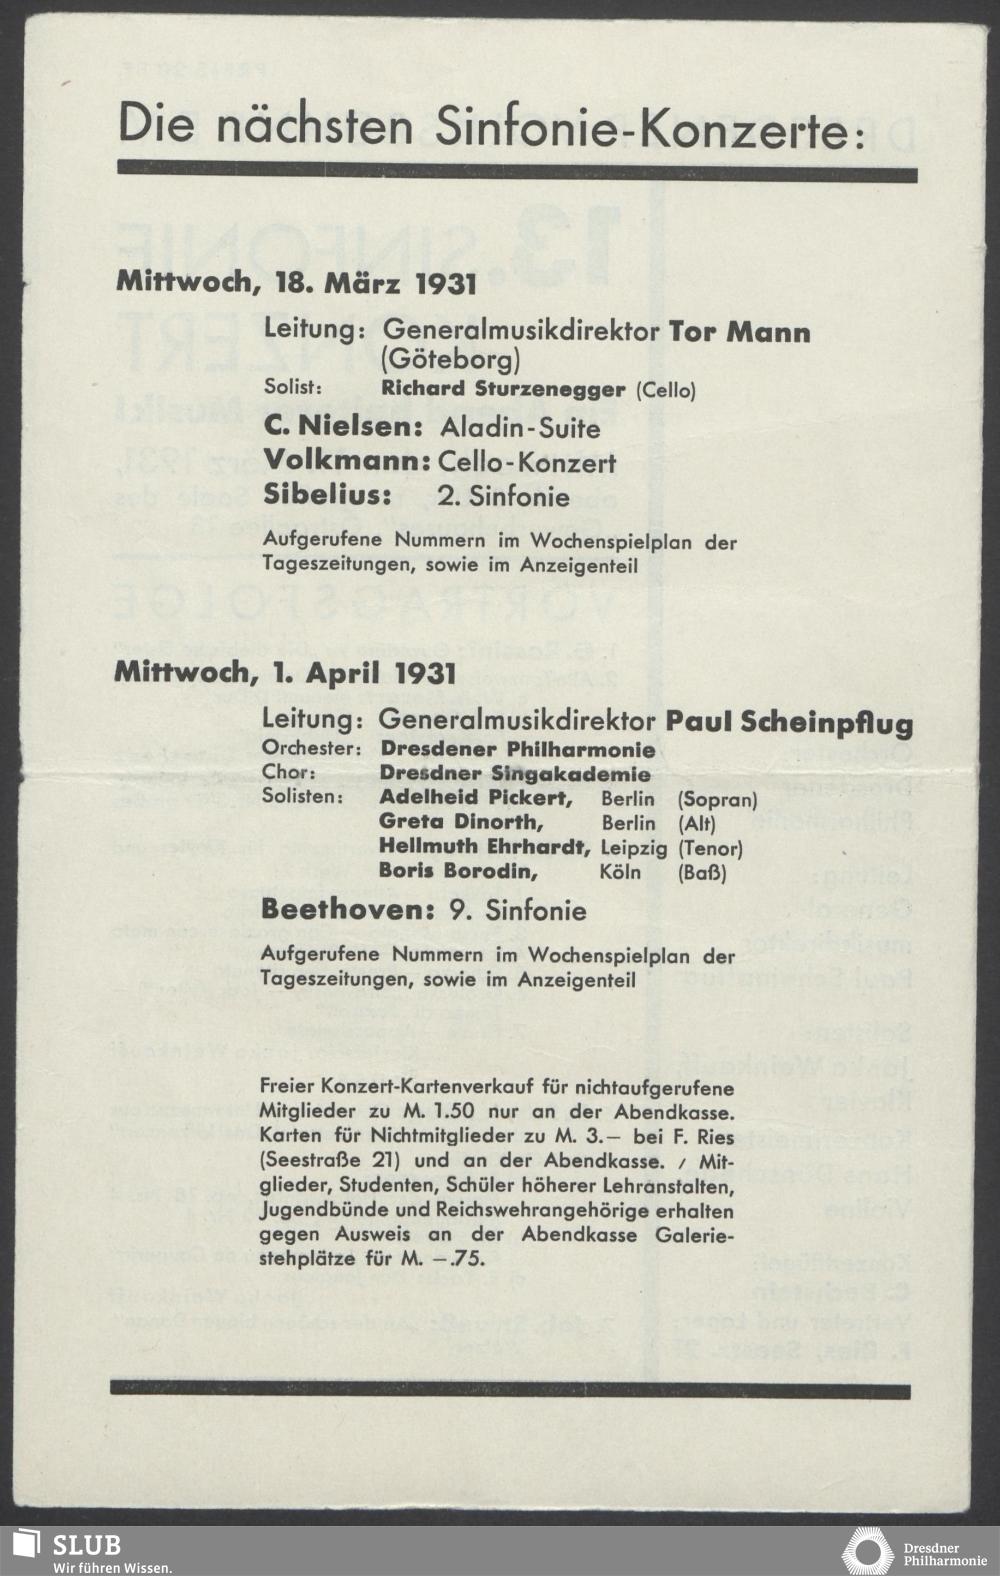 Die nächsten Sinfonie-Konzerte:
Mittwoch, 18. März 1931
Leitung: Generalmusikdirektor Tor Mann
(Göteborg)
Solist: Richard Sturzenegger (Cello)
C. Nielsen: Aladin-Suite
Volkmann: Cello-Konzert
Sibelius: 2. Sinfonie
Aufgerufene Nummern im Wochenspielplan der
Tageszeitungen, sowie im Anzeigenteil
Mittwoch, 1. April 1931
Leitung: Generalmusikdirektor Paul Scheinpflug
Orchester: Dresdener Philharmonie
Chor: Dresdner Singakademie
Solisten: Adelheid Pickert, Berlin (Sopran)
Greta Dinorth, Berlin (Alt)
Hellmuth Ehrhardt, Leipzig (Tenor)
Boris Borodin, Köln (Baß)
Beethoven: 9. Sinfonie
Aufgerufene Nummern im Wochenspielplan der
Tageszeitungen, sowie im Anzeigenteil
Freier Konzert-Kartenverkauf für nichtaufgerufene
Mitglieder zu M. 1.50 nur an der Abendkasse.
Karten für Nichtmitglieder zu M. 3.— bei F. Ries
(Seestraße 21) und an der Abendkasse. / Mit-
glieder, Studenten, Schüler höherer Lehranstalten,
Jugendbünde und Reichswehrangehörige erhalten
gegen Ausweis an der Abendkasse Galerie-
stehplätze für M. —.75.
SLUB
Wir führen Wissen.
Dresdner
Philharmonie